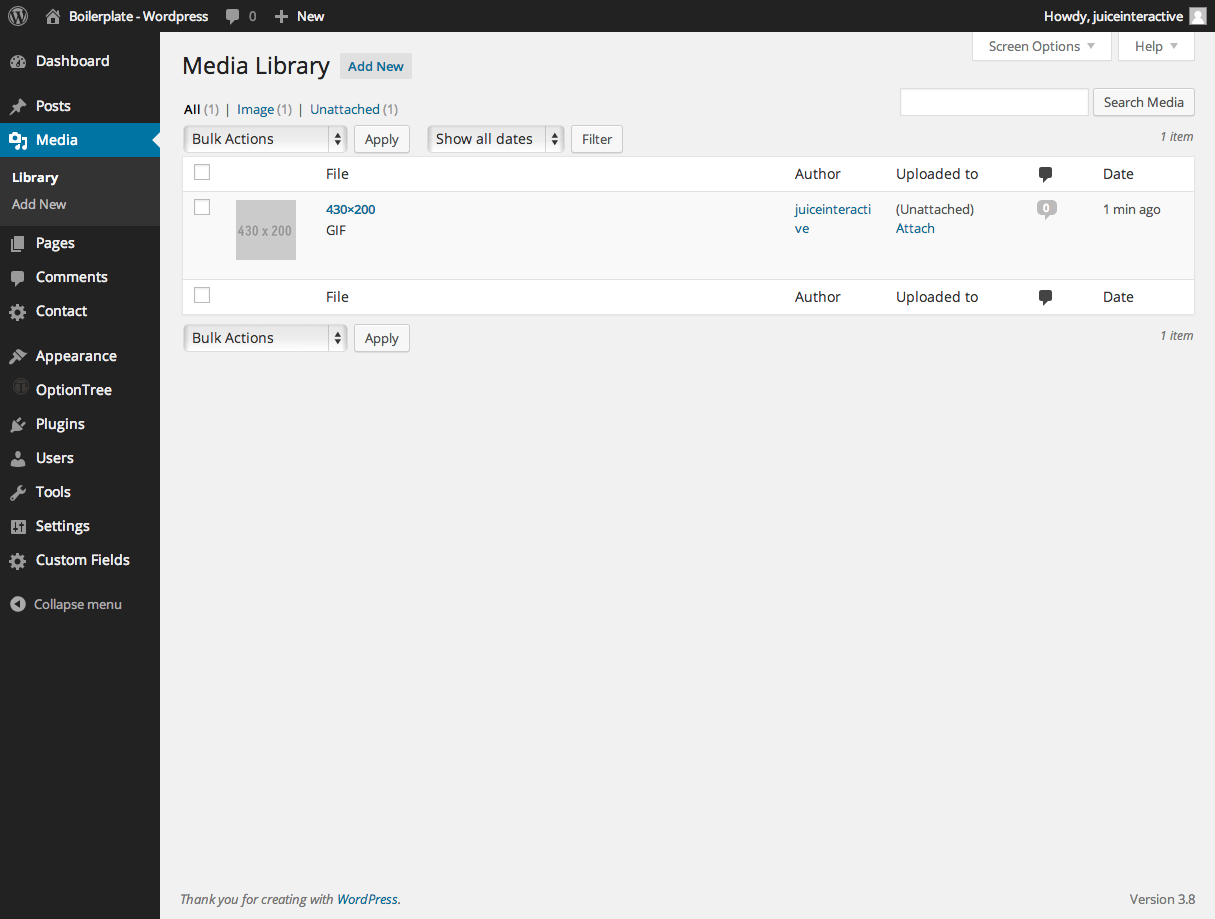 Boilerplate - Wordpress 0 New Howdy, juiceinteractive
Dashboard
Posts
Media
Library
Add New
Pages
Comments
Contact
Appearance
OptionTree
Plugins
Users
Tools
Settings
Custom Fields
Collapse menu
Screen Options Help
Media Library Add New
All (1) | Image (1) | Unattached (1)
Search Media
Bulk Actions Apply Show all dates Filter 1 item
File Author Uploaded to Date
430 x 200
430×200
GIF
juiceinteracti
ve
(Unattached)
Attach
0
1 min ago
File Author Uploaded to Date
Bulk Actions Apply 1 item
Thank you for creating with WordPress. Version 3.8